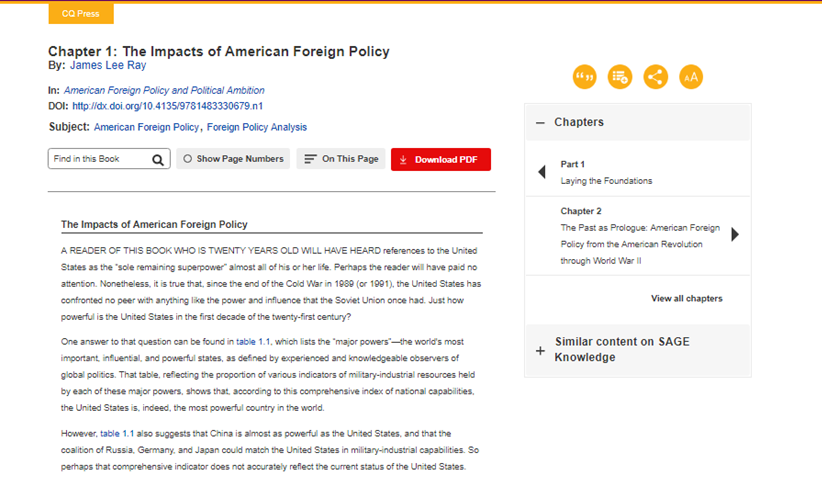 CQ Press
Chapter 1: The Impacts of American Foreign Policy
By: James Lee Ray
In: American Foreign Policy and Political Ambition
DOI: http://dx.doi.org/10.4135/9781483330679.n1
Subject: American Foreign Policy, Foreign Policy Analysis
Find in this Book
Show Page Numbers
On This Page
Download PDF
The Impacts of American Foreign Policy
A READER OF THIS BOOK WHO IS TWENTY YEARS OLD WILL HAVE HEARD references to the United
States as the "sole remaining superpower" almost all of his or her life. Perhaps the reader will have paid no
attention. Nonetheless, it is true that, since the end of the Cold War in 1989 (or 1991), the United States has
confronted no peer with anything like the power and influence that the Soviet Union once had. Just how
powerful is the United States in the first decade of the twenty-first century?
One answer to that question can be found in table 1.1, which lists the "major powers"—the world's most
important, influential, and powerful states, as defined by experienced and knowledgeable observers of
global politics. That table, reflecting the proportion of various indicators of military-industrial resources held
by each of these major powers, shows that, according to this comprehensive index of national capabilities,
the United States is, indeed, the most powerful country in the world.
However, table 1.1 also suggests that China is almost as powerful as the United States, and that the
coalition of Russia, Germany, and Japan could match the United States in military-industrial capabilities. So
perhaps that comprehensive indicator does not accurately reflect the current status of the United States.
AA
Chapters
Part 1
Laying the Foundations
Chapter 2
The Past as Prologue: American Foreign
Policy from the American Revolution
through World War II
View all chapters
Similar content on SAGE
Knowledge